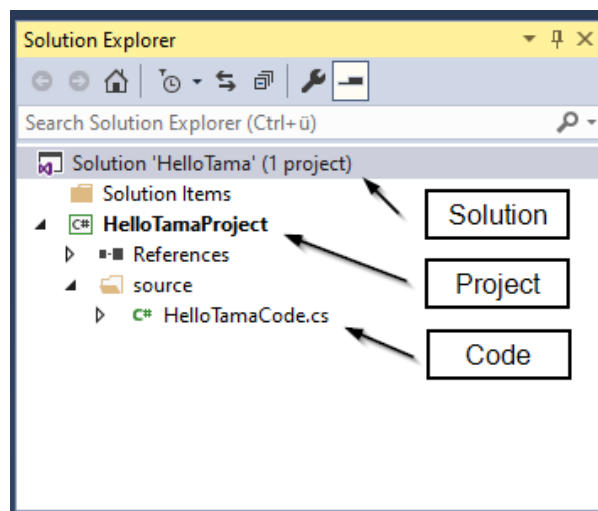 Solution Explorer
Search Solution Explorer (Ctrl+ü)
Solution 'HelloTama' (1 project)
Solution Items
C# HelloTamaProject
References
source
C# HelloTamaCode.cs
Solution
Project
Code